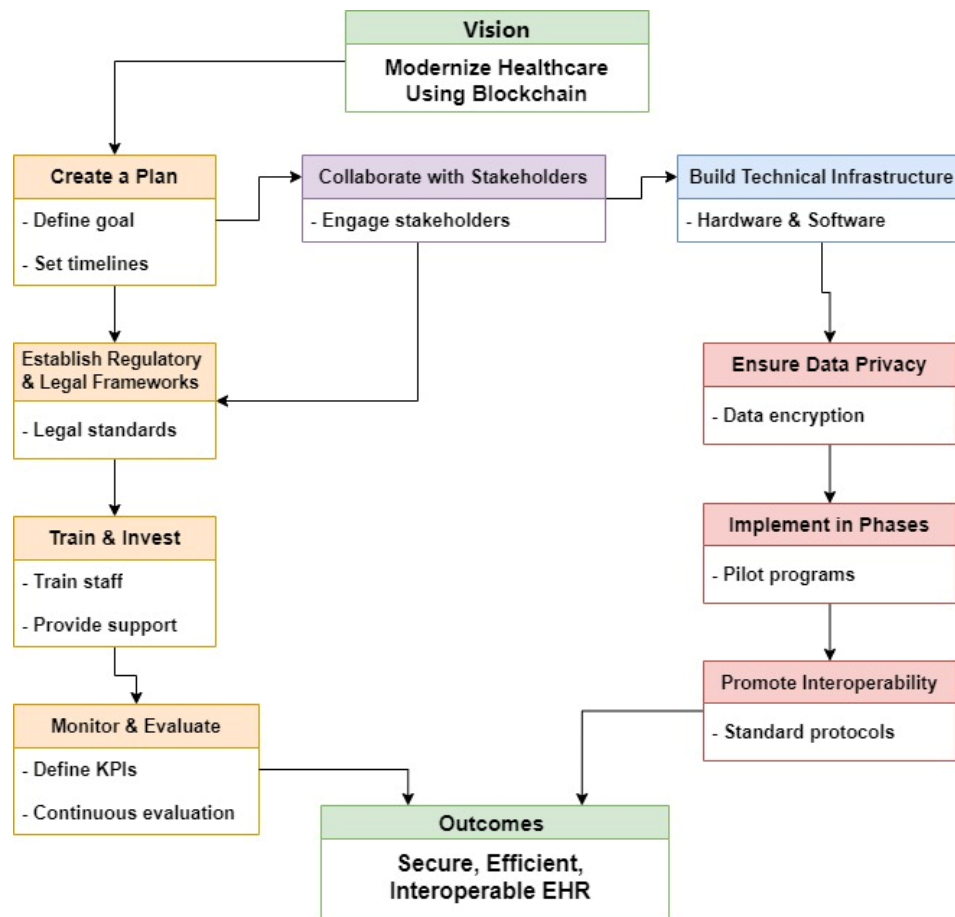 Vision
Modernize Healthcare
Using Blockchain
Create a Plan
- Define goal
- Set timelines
Collaborate with Stakeholders
- Engage stakeholders
Build Technical Infrastructure
- Hardware & Software
Establish Regulatory
& Legal Frameworks
- Legal standards
Ensure Data Privacy
- Data encryption
Train & Invest
- Train staff
- Provide support
Implement in Phases
- Pilot programs
Monitor & Evaluate
- Define KPIs
- Continuous evaluation
Promote Interoperability
- Standard protocols
Outcomes
Secure, Efficient,
Interoperable EHR